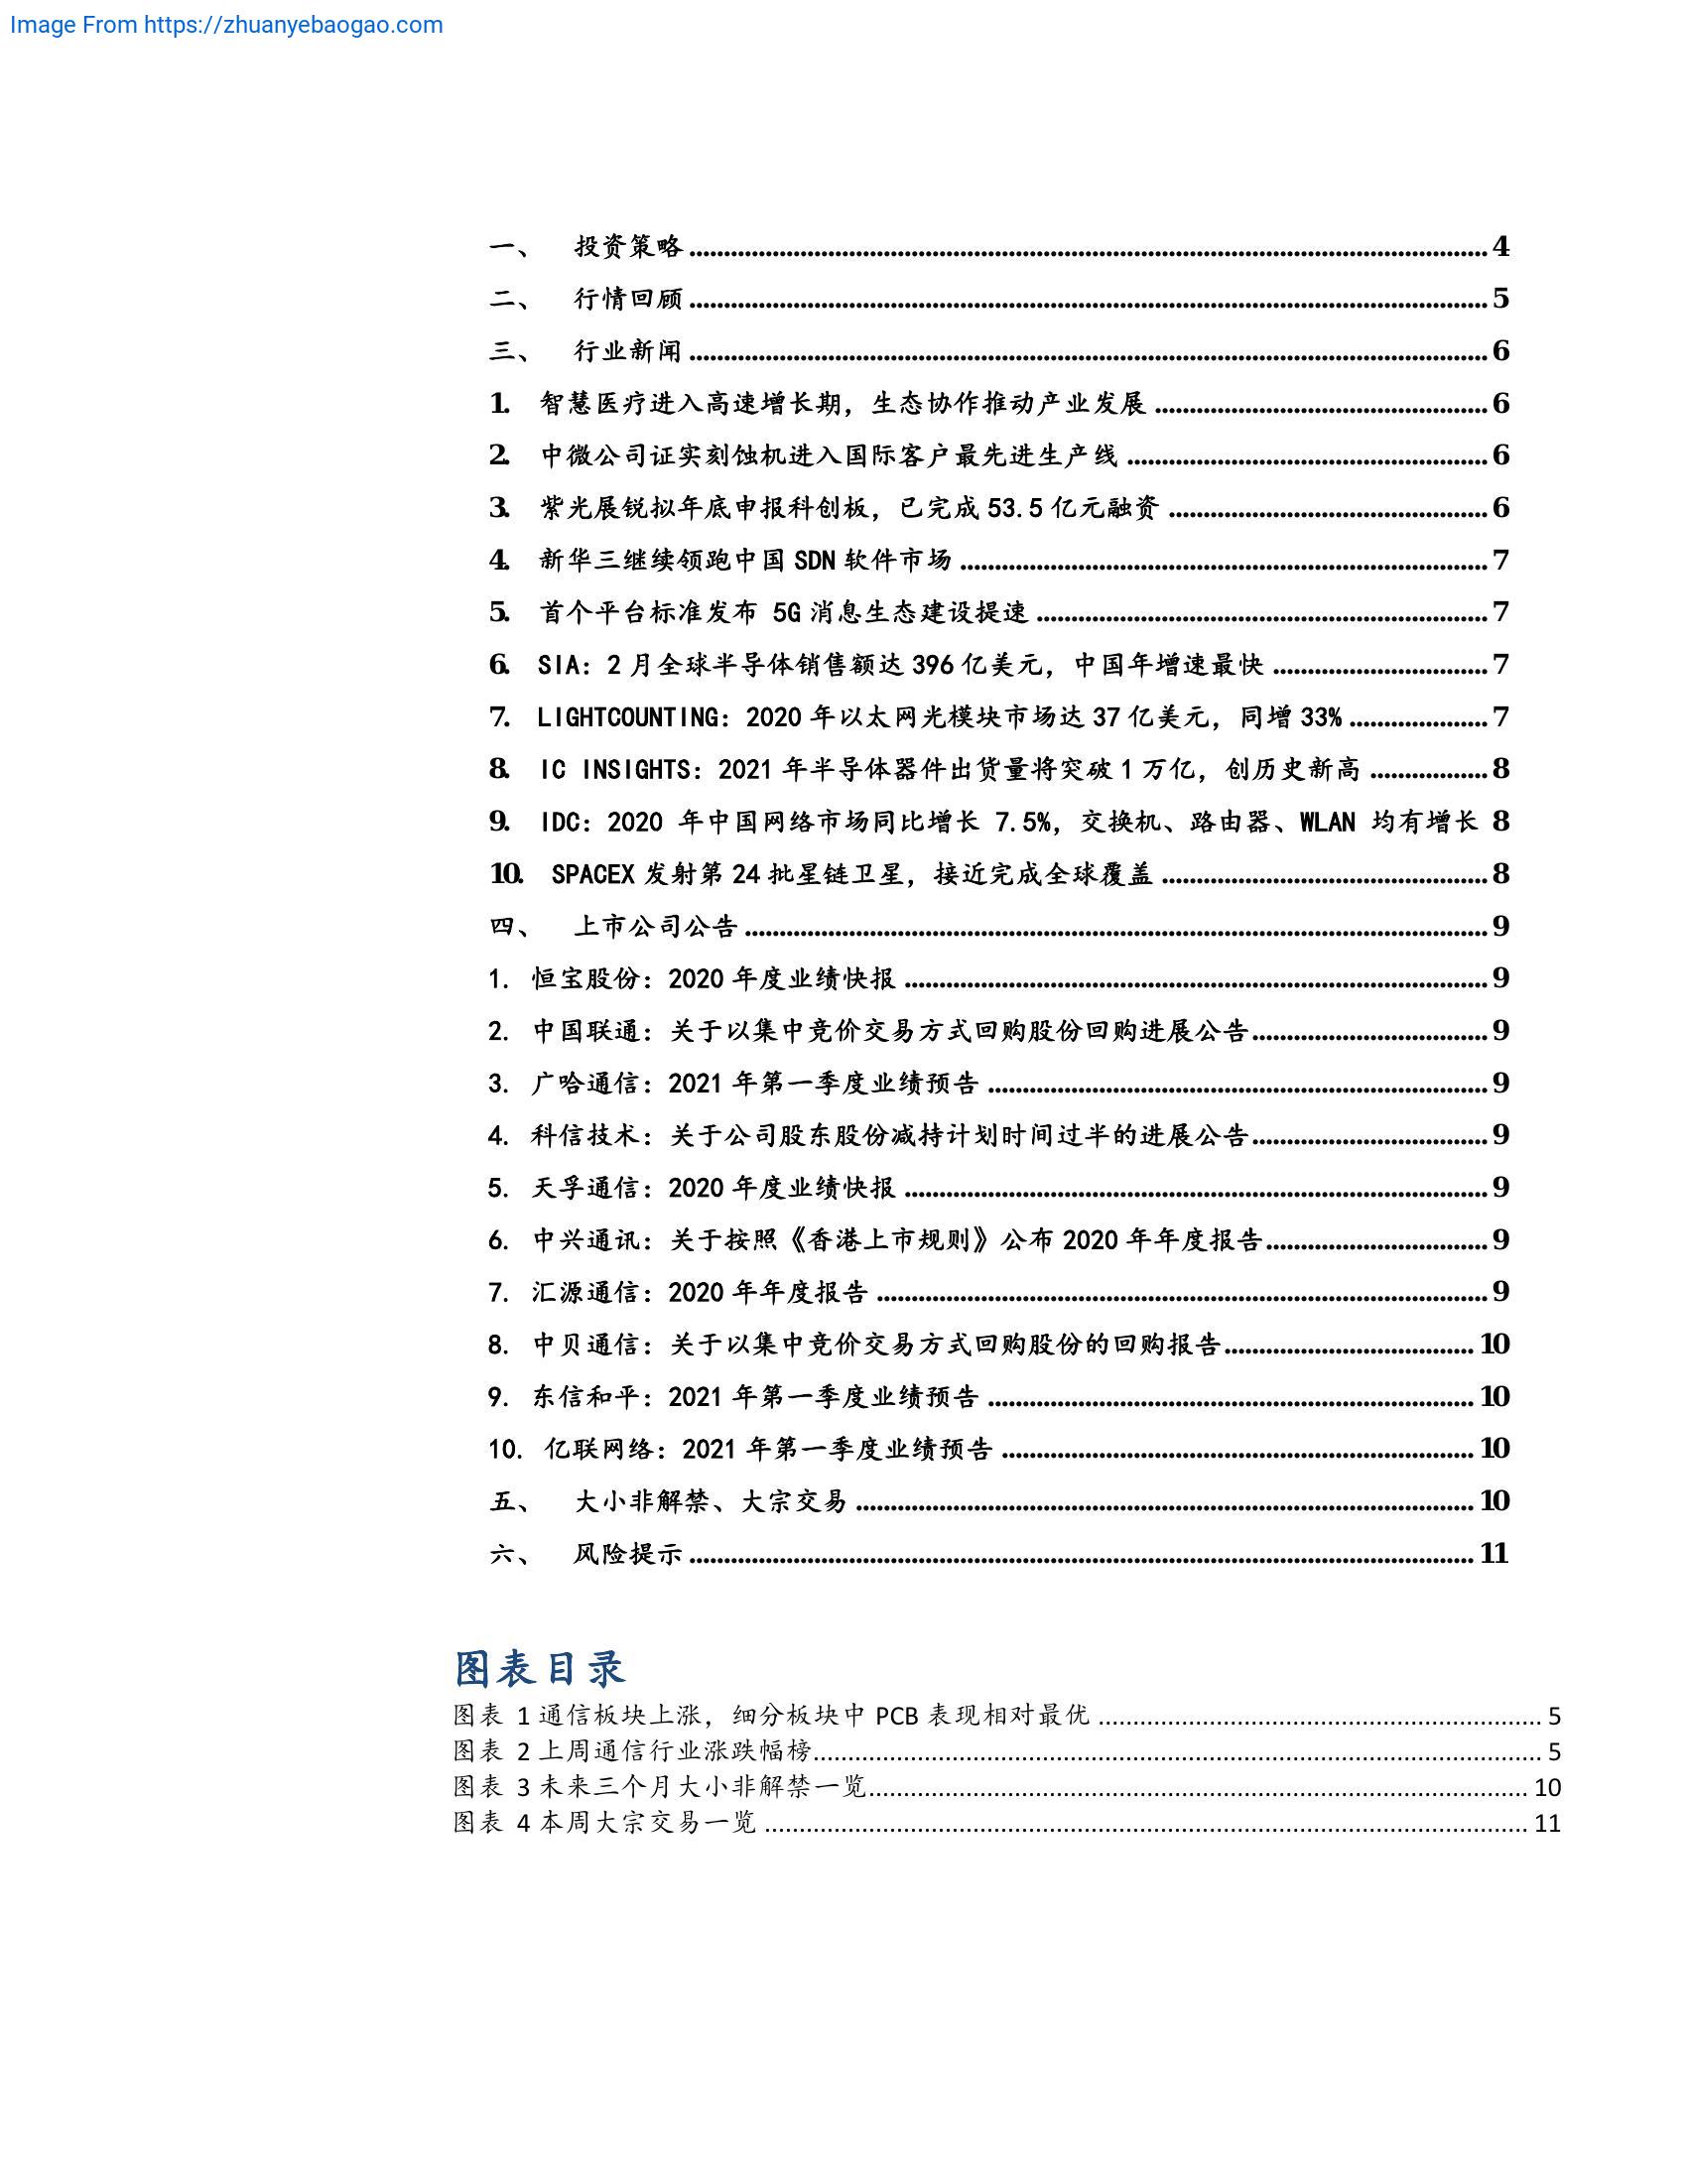 Image From https://zhuanyebaogao.com
一、 投资策略 4
二、 行情回顾 5
三、 行业新闻 6
1. 智慧医疗进入高速增长期，生态协作推动产业发展 6
2. 中微公司证实刻蚀机进入国际客户最先进生产线 6
3. 紫光展锐拟年底申报科创板，已完成 53.5 亿元融资 6
4. 新华三继续领跑中国 SDN 软件市场 7
5. 首个平台标准发布 5G 消息生态建设提速 7
6. SIA：2 月全球半导体销售额达 396 亿美元，中国年增速最快 7
7. LIGHTCOUNTING：2020 年以太网光模块市场达 37 亿美元，同增 33% 7
8. IC INSIGHTS：2021 年半导体器件出货量将突破 1 万亿，创历史新高 8
9. IDC：2020 年中国网络市场同比增长 7.5%，交换机、路由器、WLAN 均有增长 8
10. SPACEX 发射第 24 批星链卫星，接近完成全球覆盖 8
四、 上市公司公告 9
1. 恒宝股份：2020 年度业绩快报 9
2. 中国联通：关于以集中竞价交易方式回购股份回购进展公告 9
3. 广哈通信：2021 年第一季度业绩预告 9
4. 科信技术：关于公司股东股份减持计划时间过半的进展公告 9
5. 天孚通信：2020 年度业绩快报 9
6. 中兴通讯：关于按照《香港上市规则》公布 2020 年年度报告 9
7. 汇源通信：2020 年年度报告 9
8. 中贝通信：关于以集中竞价交易方式回购股份的回购报告 10
9. 东信和平：2021 年第一季度业绩预告 10
10. 亿联网络：2021 年第一季度业绩预告 10
五、 大小非解禁、大宗交易 10
六、 风险提示 11
图表目录
图表 1 通信板块上涨，细分板块中 PCB 表现相对最优 5
图表 2 上周通信行业涨跌幅榜 5
图表 3 未来三个月大小非解禁一览 10
图表 4 本周大宗交易一览 11